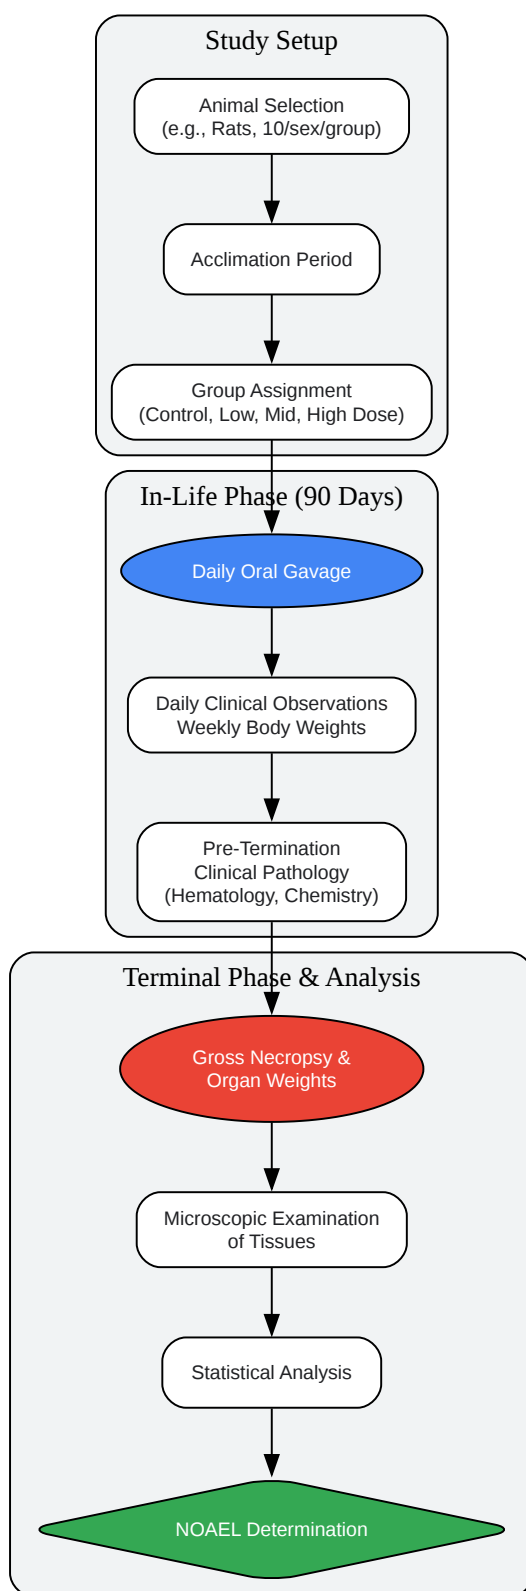 Study Setup
Animal Selection
(e.g., Rats, 10/sex/group)
Acclimation Period
Group Assignment
(Control, Low, Mid, High Dose)
In-Life Phase (90 Days)
Daily Oral Gavage
Daily Clinical Observations
Weekly Body Weights
Pre-Termination
Clinical Pathology
(Hematology, Chemistry)
Terminal Phase & Analysis
Gross Necropsy &
Organ Weights
Microscopic Examination
of Tissues
Statistical Analysis
NOAEL Determination